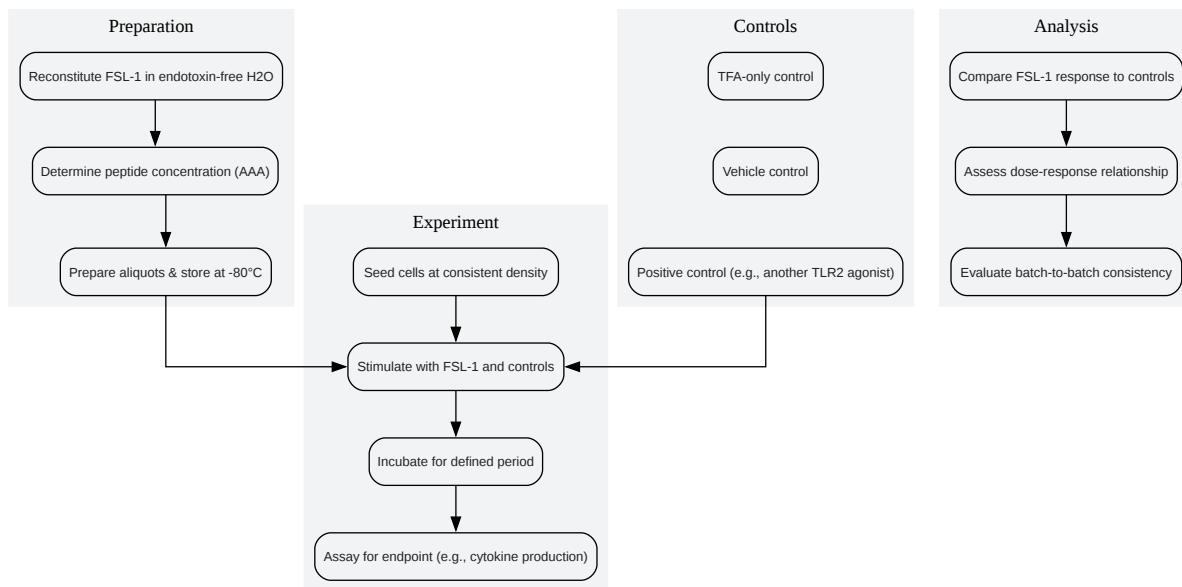 Preparation
Reconstitute FSL-1 in endotoxin-free H2O
Determine peptide concentration (AAA)
Prepare aliquots & store at -80°C
Experiment
Seed cells at consistent density
Stimulate with FSL-1 and controls
Incubate for defined period
Assay for endpoint (e.g., cytokine production)
Controls
TFA-only control
Vehicle control
Positive control (e.g., another TLR2 agonist)
Analysis
Compare FSL-1 response to controls
Assess dose-response relationship
Evaluate batch-to-batch consistency